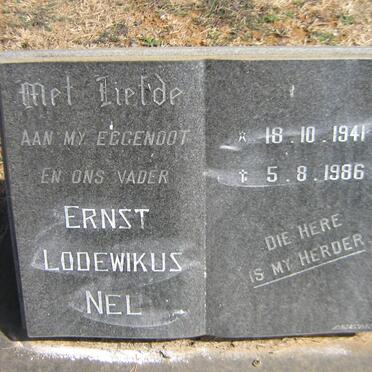 Met Liefde
AAN MY EGGENOOT
EN ONS VADER
ERNST
LODEWIKUS
NEL
* 18.10.1941
† 5.8.1986
DIE HERE
IS MY HERDER